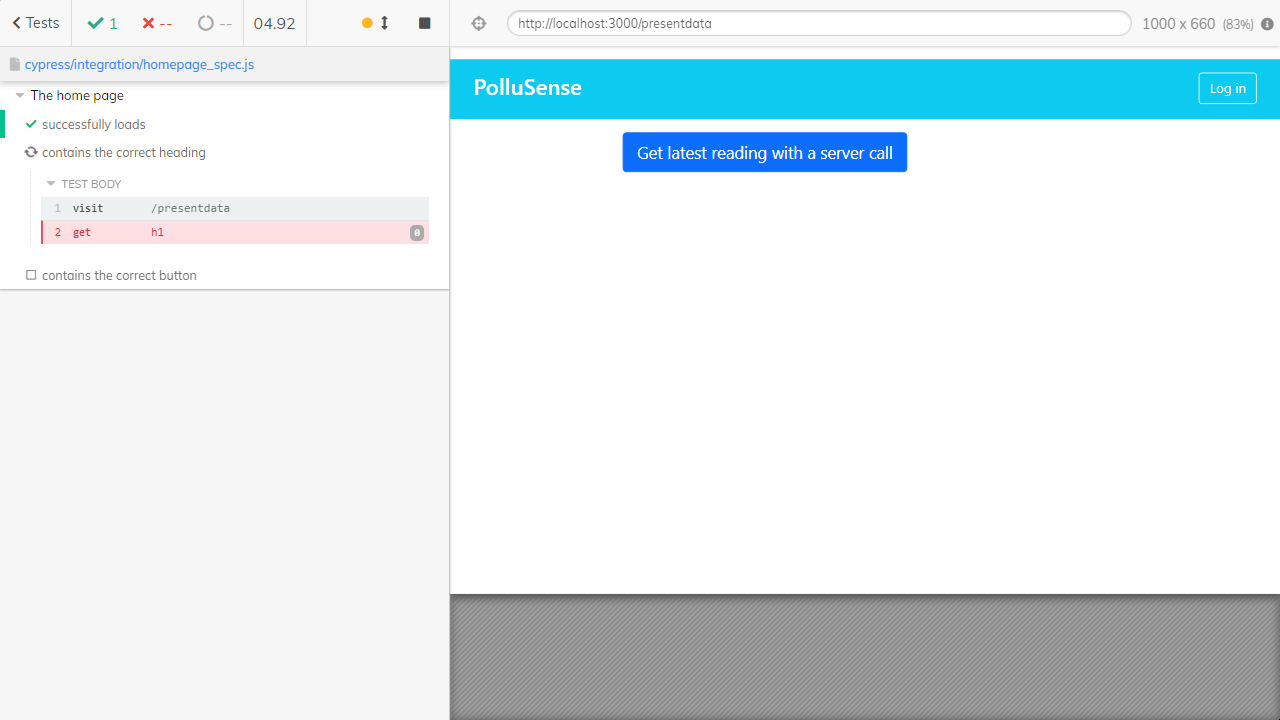 Tests 1 -- -- 04.92
http://localhost:3000/presentdata 1000 x 660 (83%)
cypress/integration/homepage_spec.js
The home page
successfully loads
contains the correct heading
TEST BODY
1 visit /presentdata
2 get h1 0
contains the correct button
PolluSense
Log in
Get latest reading with a server call